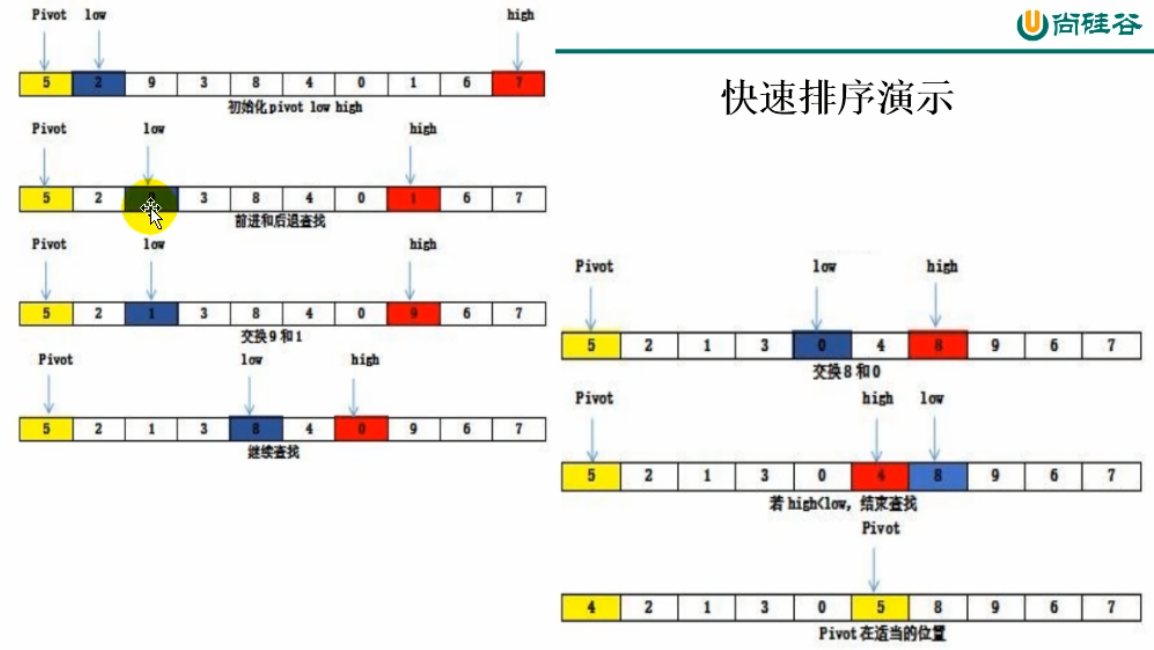 Pivot low high
5 2 9 3 8 4 0 1 6 7
初始化pivot low high
Pivot low high
5 2 3 8 4 0 1 6 7
前进和后退查找
Pivot low high
5 2 1 3 8 4 0 9 6 7
交换9和1
Pivot low high
5 2 1 3 8 4 0 9 6 7
继续查找
尚硅谷
快速排序演示
Pivot low high
5 2 1 3 0 4 8 9 6 7
交换8和0
Pivot high low
5 2 1 3 0 4 8 9 6 7
若high<low，结束查找
Pivot
4 2 1 3 0 5 8 9 6 7
Pivot在适当的位置